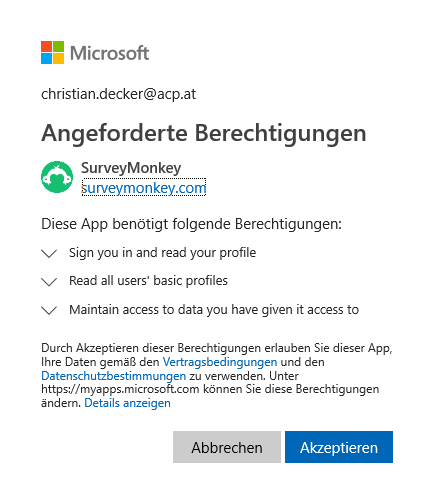 Microsoft
christian.decker@acp.at
Angeforderte Berechtigungen
SurveyMonkey
surveymonkey.com
Diese App benötigt folgende Berechtigungen:
Sign you in and read your profile
Read all users' basic profiles
Maintain access to data you have given it access to
Durch Akzeptieren dieser Berechtigungen erlauben Sie dieser App,
Ihre Daten gemäß den Vertragsbedingungen und den
Datenschutzbestimmungen zu verwenden. Unter
https://myapps.microsoft.com können Sie diese Berechtigungen
ändern. Details anzeigen
Abbrechen Akzeptieren